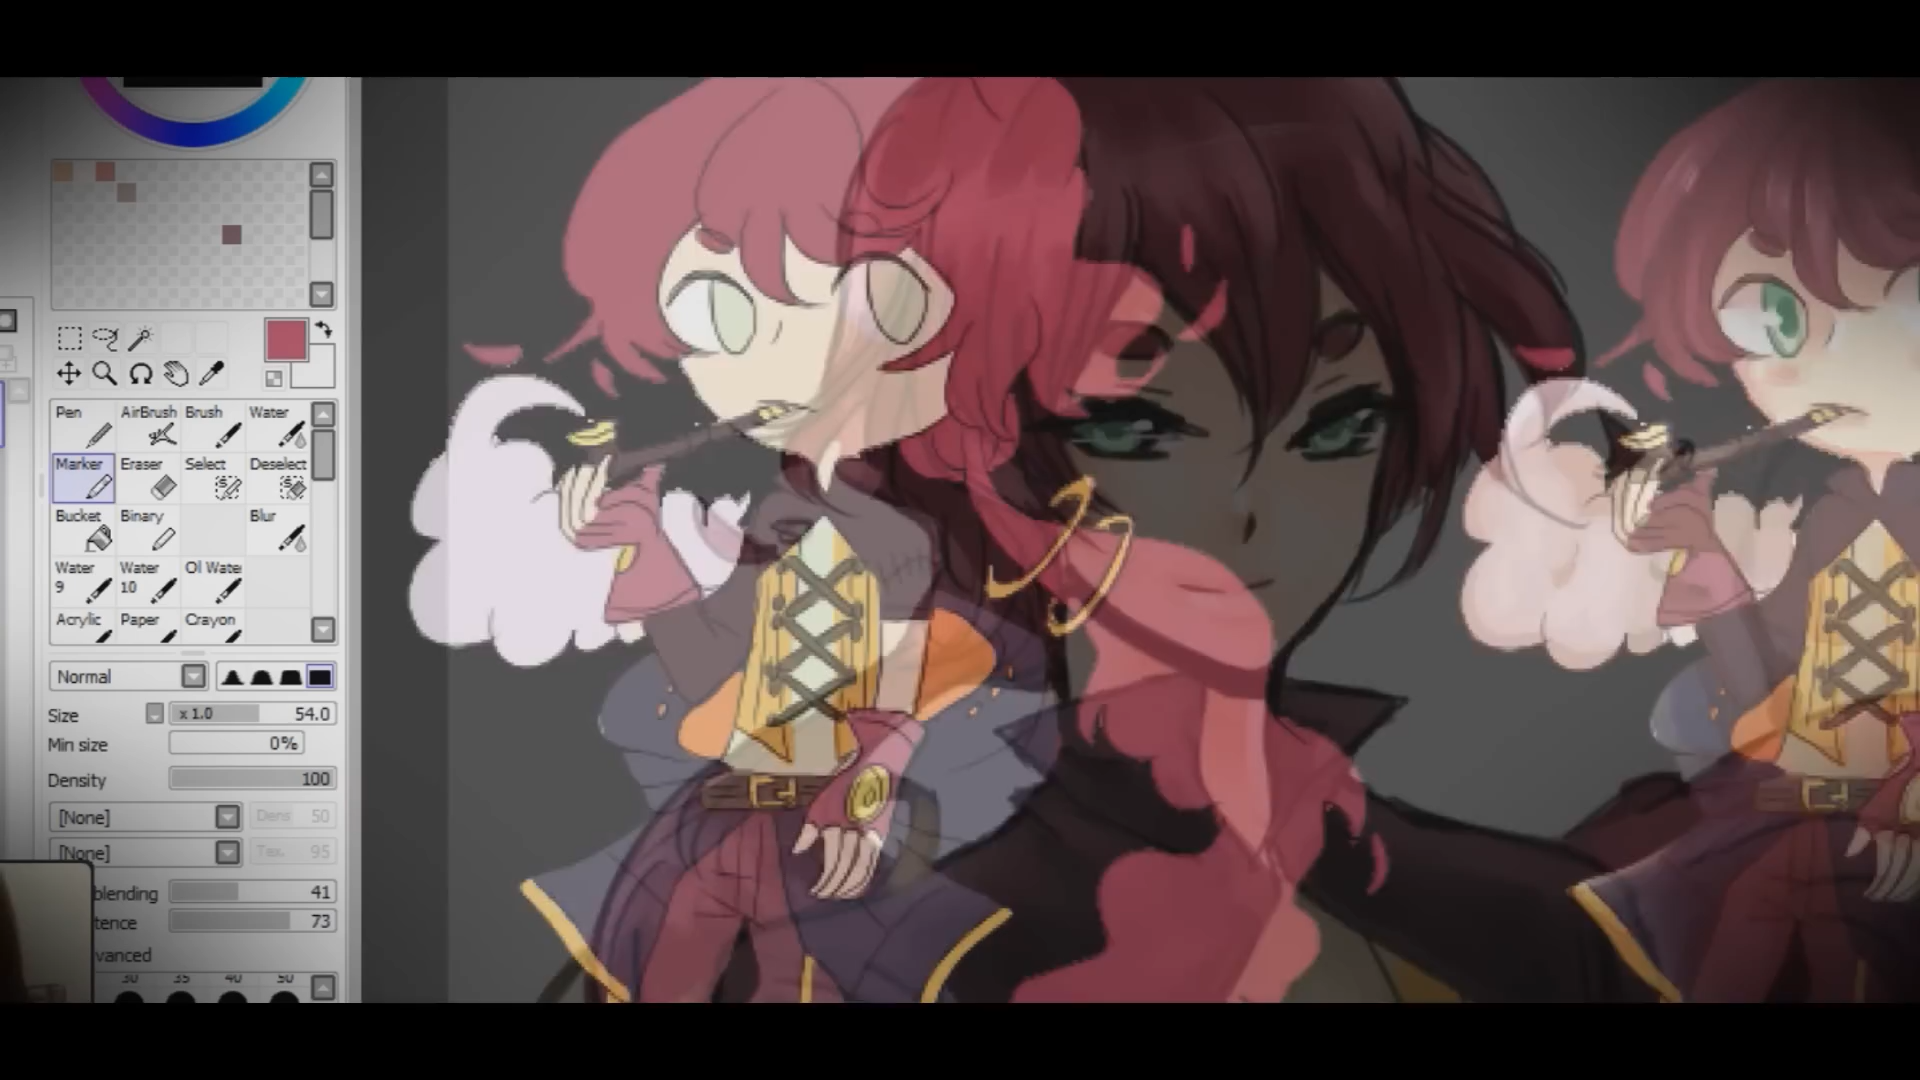 Pen AirBrush Brush Water
Marker Eraser Select Deselect
Bucket Binary Blur
Water 9 Water 10 Ol Wate
Acrylic Paper Crayon
Normal
Size x 1.0 54.0
Min size 0%
Density 100
[None] Dens 50
[None] Tex. 95
blending 41
tence 73
vanced
30 35 40 50